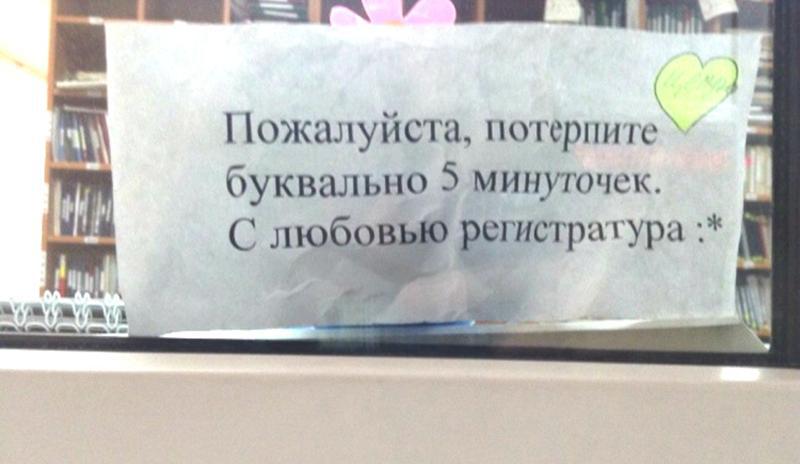 Пожалуйста, потерпите
буквально 5 минуточек.
С любовью регистратура :*